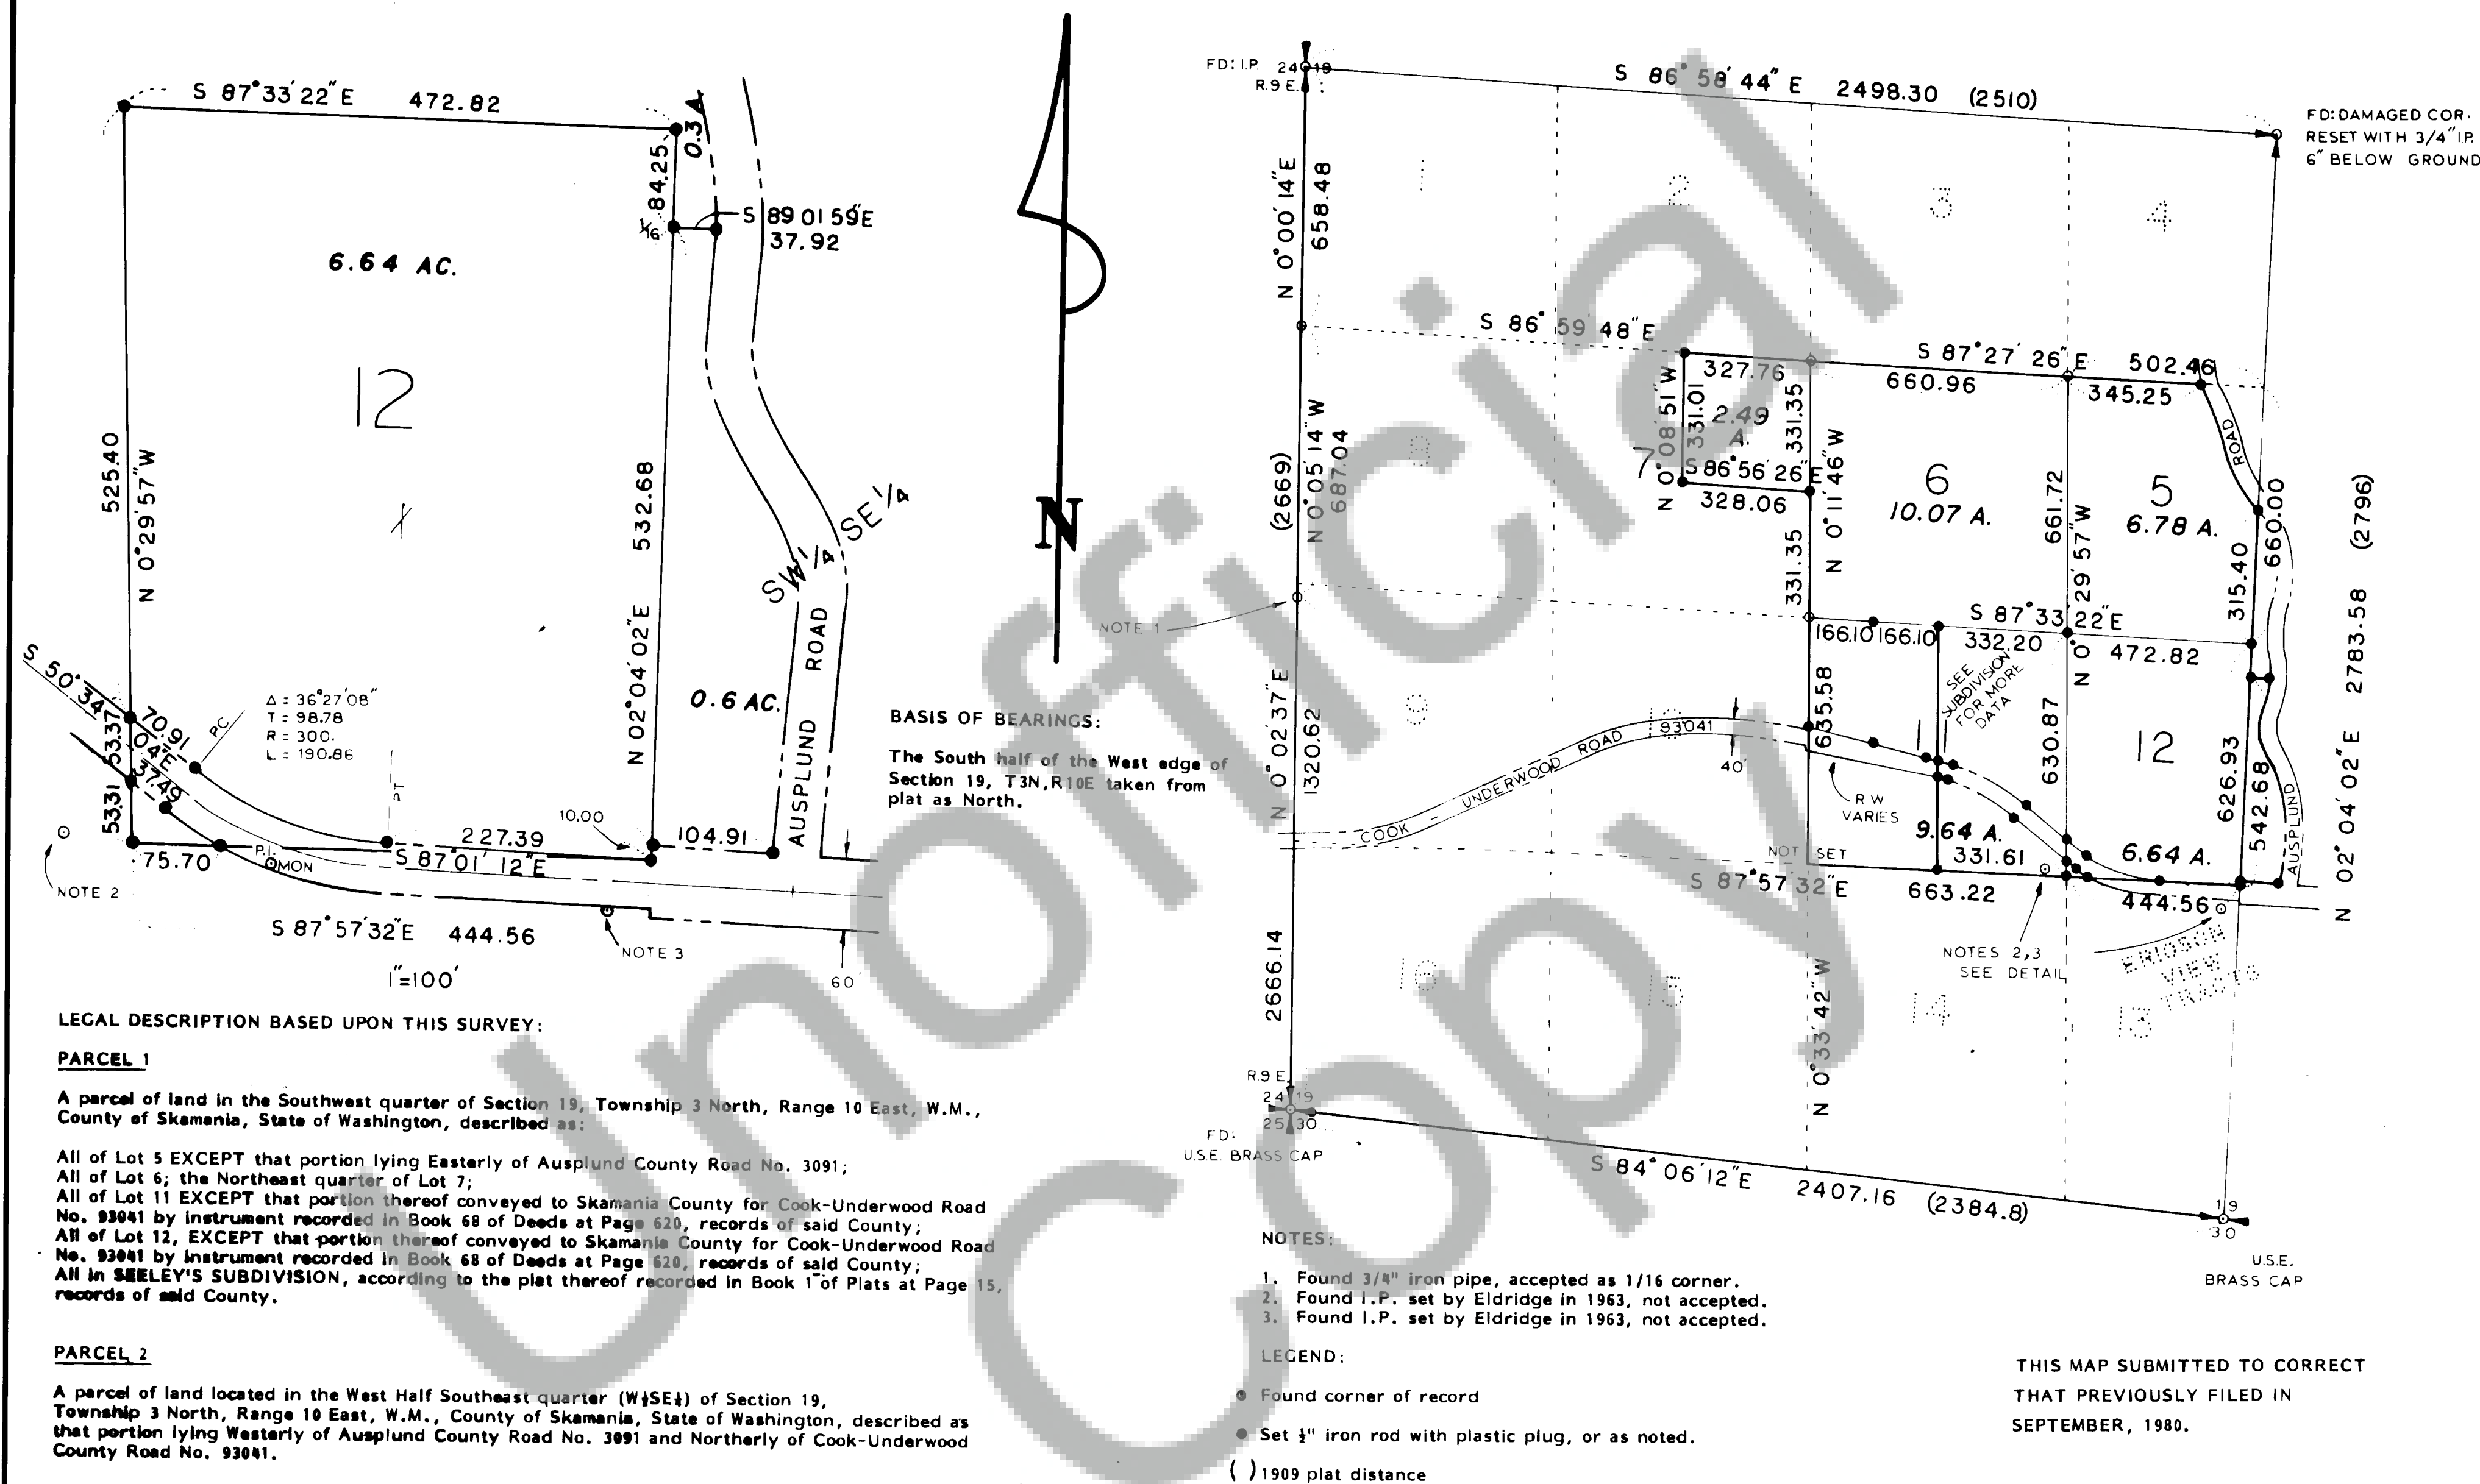 S 87°33'22"E 472.82
0.3 A.
84.25
1/16
S 89 01 59"E
37.92
6.64 AC.
12
525.40
N 0°29'57"W
532.68
N 02°04'02"E
SW 1/4 SE 1/4
0.6 AC.
AUSPLUND ROAD
S 50°34'
04"E
70.91
53.37
37.49
53.31
PC
Δ = 36°27'08"
T = 98.78
R = 300.
L = 190.86
PT
10.00
227.39
104.91
75.70
P.I.
MON
S 87°01'12"E
NOTE 2
S 87°57'32"E 444.56
NOTE 3
60
1"=100'
N
BASIS OF BEARINGS:
The South half of the West edge of
Section 19, T3N,R10E taken from
plat as North.
LEGAL DESCRIPTION BASED UPON THIS SURVEY:
PARCEL 1
A parcel of land in the Southwest quarter of Section 19, Township 3 North, Range 10 East, W.M.,
County of Skamania, State of Washington, described as:
All of Lot 5 EXCEPT that portion lying Easterly of Ausplund County Road No. 3091;
All of Lot 6; the Northeast quarter of Lot 7;
All of Lot 11 EXCEPT that portion thereof conveyed to Skamania County for Cook-Underwood Road
No. 93041 by instrument recorded in Book 68 of Deeds at Page 620, records of said County;
All of Lot 12, EXCEPT that portion thereof conveyed to Skamania County for Cook-Underwood Road
No. 93041 by instrument recorded in Book 68 of Deeds at Page 620, records of said County;
All in SEELEY'S SUBDIVISION, according to the plat thereof recorded in Book 1 of Plats at Page 15,
records of said County.
PARCEL 2
A parcel of land located in the West Half Southeast quarter (W½SE¼) of Section 19,
Township 3 North, Range 10 East, W.M., County of Skamania, State of Washington, described as
that portion lying Westerly of Ausplund County Road No. 3091 and Northerly of Cook-Underwood
County Road No. 93041.
FD: I.P. 24 19
R.9 E.
S 86°58'44"E 2498.30 (2510)
FD: DAMAGED COR.
RESET WITH 3/4" I.P.
6" BELOW GROUND
N 0°00'14"E
658.48
1
2
3
4
S 86°59'48"E
S 87°27'26"E 502.46
327.76
660.96
345.25
N 0°08'51"W
331.01
2.49
A.
331.35
7
S 86°56'26"E
328.06
N 0°11'46"W
331.35
(2669)
N 0°05'14"W
687.04
8
6
10.07 A.
661.72
N 0°29'57"W
5
6.78 A.
ROAD
315.40
660.00
N 02°04'02"E 2783.58 (2796)
NOTE 1
166.10 166.10
S 87°33'22"E
332.20
472.82
SEE
SUBDIVISION
FOR MORE
DATA
N 0°02'37"E
1320.62
9
10
93041
COOK - UNDERWOOD ROAD
40'
635.58
630.87
12
626.93
542.68
R W
VARIES
9.64 A.
331.61
6.64 A.
AUSPLUND
NOT SET
S 87°57'32"E
663.22
444.56
NOTES 2,3
SEE DETAIL
ERICSON
VIEW
TRACTS
2666.14
16
15
14
13
N 0°33'42"W
R.9 E.
24 19
25 30
FD:
U.S.E. BRASS CAP
S 84°06'12"E 2407.16 (2384.8)
19
30
U.S.E.
BRASS CAP
NOTES:
1. Found 3/4" iron pipe, accepted as 1/16 corner.
2. Found I.P. set by Eldridge in 1963, not accepted.
3. Found I.P. set by Eldridge in 1963, not accepted.
LEGEND:
Found corner of record
Set ½" iron rod with plastic plug, or as noted.
( ) 1909 plat distance
THIS MAP SUBMITTED TO CORRECT
THAT PREVIOUSLY FILED IN
SEPTEMBER, 1980.
Unofficial
Copy